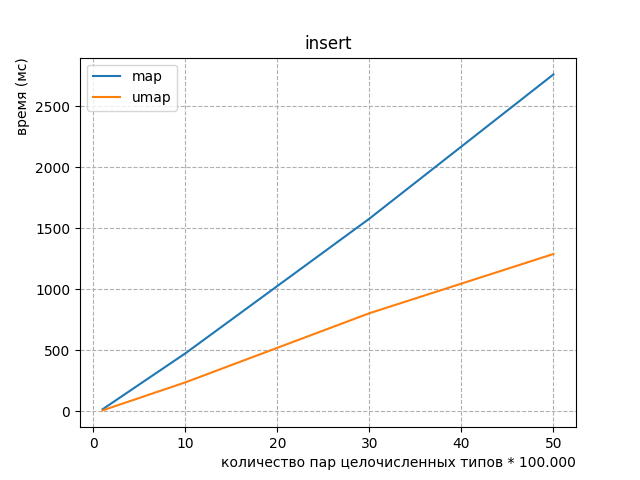 insert
время (мс)
map
umap
2500
2000
1500
1000
500
0
0 10 20 30 40 50
количество пар целочисленных типов * 100.000